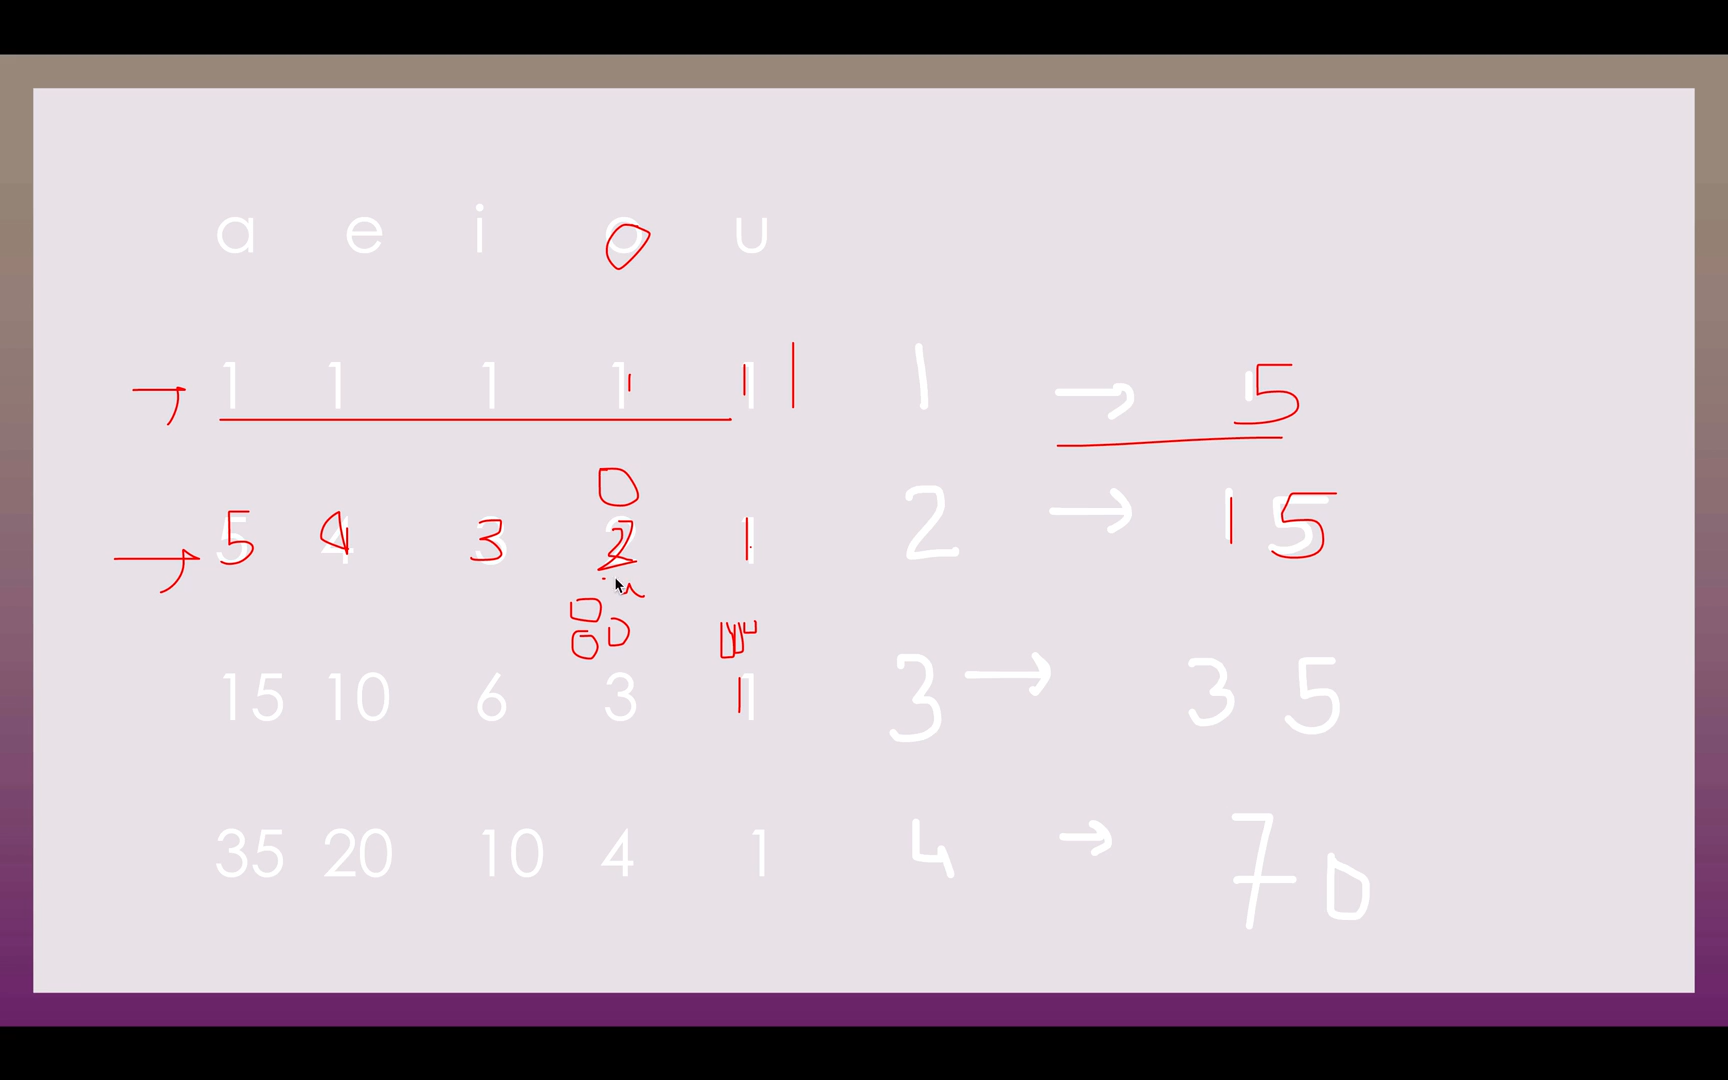 a e i o u
1 1 1 1 1 1 → 5
5 4 3 2 1 2 → 15
15 10 6 3 1 3 → 35
35 20 10 4 1 4 → 70